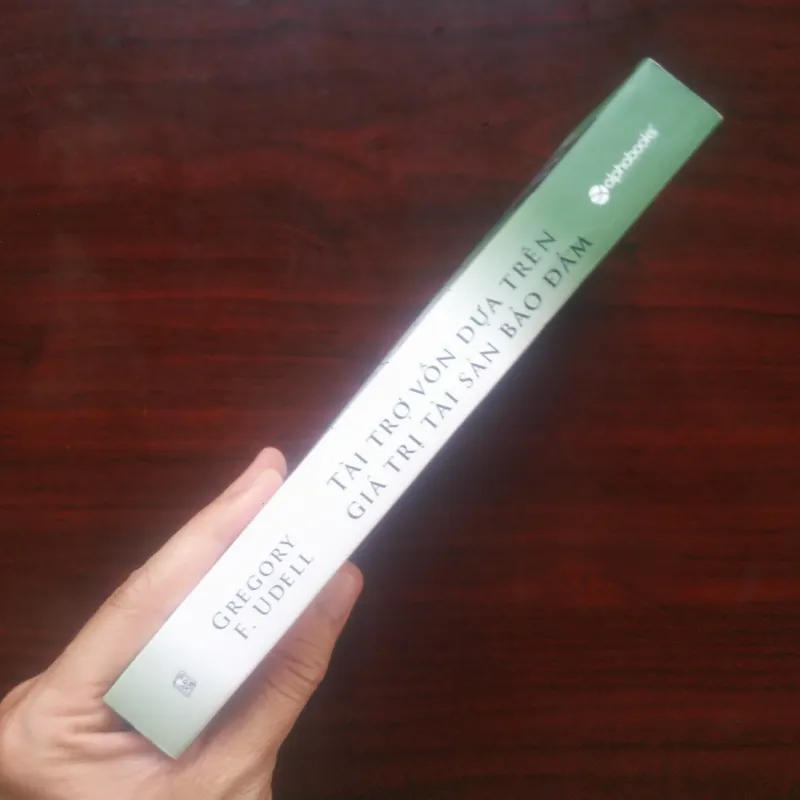 GREGORY
F. UDELL
TÀI TRỢ VỐN DỰA TRÊN
GIÁ TRỊ TÀI SẢN BẢO ĐẢM
alphabooks